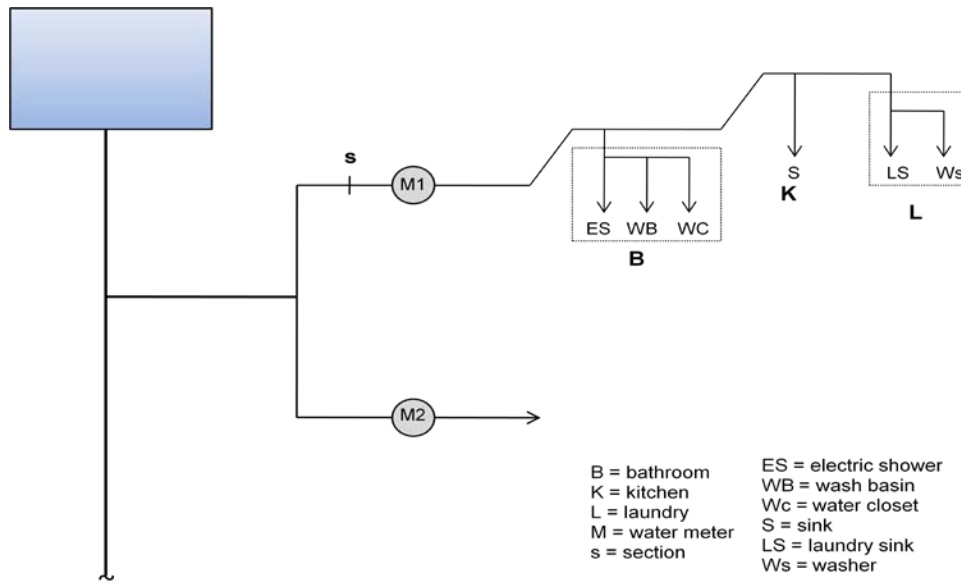 s
M1
S
LS Ws
K
L
ES WB WC
B
M2
B = bathroom
K = kitchen
L = laundry
M = water meter
s = section
ES = electric shower
WB = wash basin
Wc = water closet
S = sink
LS = laundry sink
Ws = washer